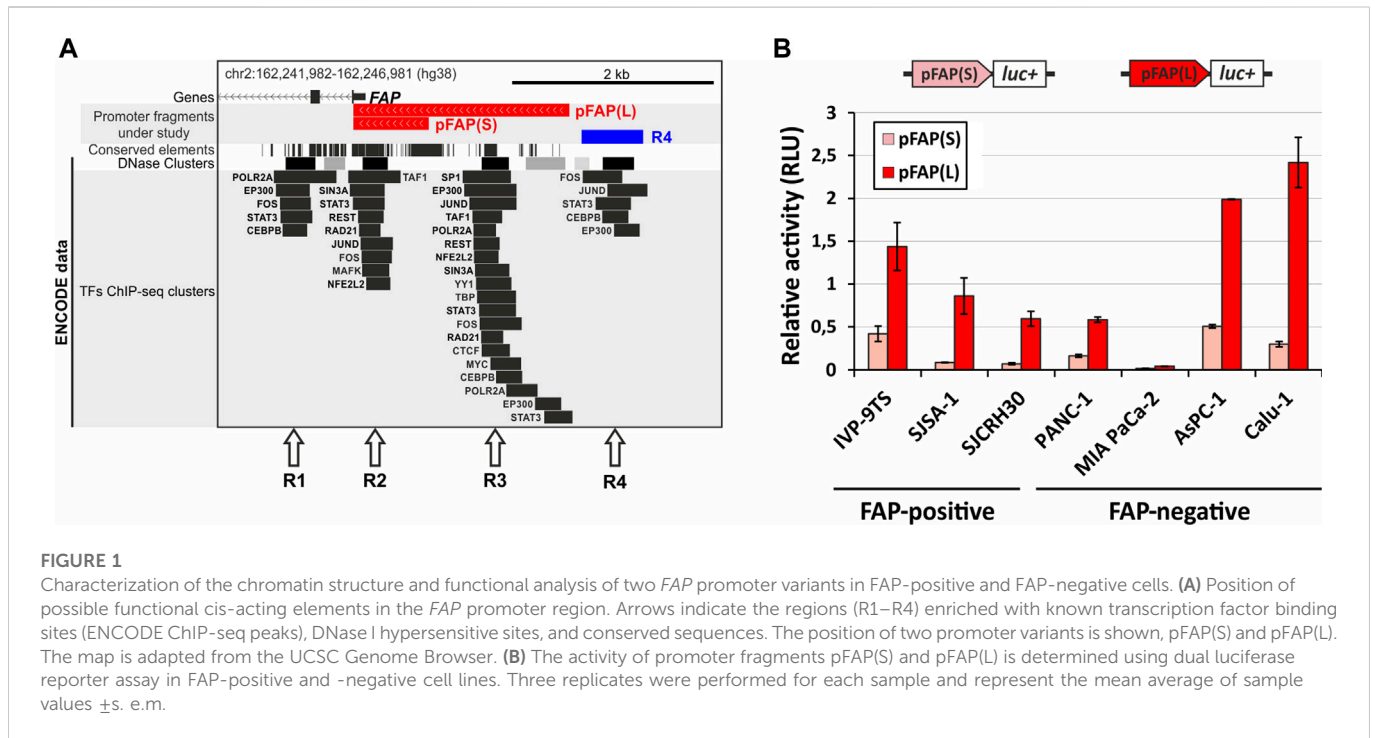 A
chr2:162,241,982-162,246,981 (hg38)
2 kb
Genes
FAP
Promoter fragments
under study
pFAP(L)
pFAP(S)
R4
Conserved elements
DNase Clusters
ENCODE data
TFs ChIP-seq clusters
POLR2A
EP300
FOS
STAT3
CEBPB
TAF1
SIN3A
STAT3
REST
RAD21
JUND
FOS
MAFK
NFE2L2
SP1
EP300
JUND
TAF1
POLR2A
REST
NFE2L2
SIN3A
YY1
TBP
STAT3
FOS
RAD21
CTCF
MYC
CEBPB
POLR2A
EP300
STAT3
FOS
JUND
STAT3
CEBPB
EP300
R1 R2 R3 R4
B
pFAP(S) luc+ pFAP(L) luc+
Relative activity (RLU)
3
2,5
2
1,5
1
0,5
0
pFAP(S)
pFAP(L)
IVP-9TS SJSA-1 SJCRH30 PANC-1 MIA PaCa-2 AsPC-1 Calu-1
FAP-positive FAP-negative
FIGURE 1
Characterization of the chromatin structure and functional analysis of two FAP promoter variants in FAP-positive and FAP-negative cells. (A) Position of
possible functional cis-acting elements in the FAP promoter region. Arrows indicate the regions (R1–R4) enriched with known transcription factor binding
sites (ENCODE ChIP-seq peaks), DNase I hypersensitive sites, and conserved sequences. The position of two promoter variants is shown, pFAP(S) and pFAP(L).
The map is adapted from the UCSC Genome Browser. (B) The activity of promoter fragments pFAP(S) and pFAP(L) is determined using dual luciferase
reporter assay in FAP-positive and -negative cell lines. Three replicates were performed for each sample and represent the mean average of sample
values ±s. e.m.